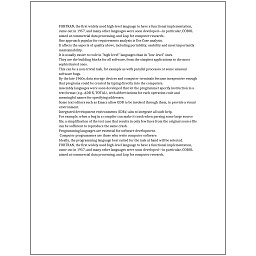 FORTRAN, the first widely used high-level language to have a functional implementation,
came out in 1957, and many other languages were soon developed—in particular, COBOL
aimed at commercial data processing, and Lisp for computer research.
One approach popular for requirements analysis is Use Case analysis.
It affects the aspects of quality above, including portability, usability and most importantly
maintainability.
It is usually easier to code in "high-level" languages than in "low-level" ones.
They are the building blocks for all software, from the simplest applications to the most
sophisticated ones.
This can be a non-trivial task, for example as with parallel processes or some unusual
software bugs.
By the late 1960s, data storage devices and computer terminals became inexpensive enough
that programs could be created by typing directly into the computers.
Assembly languages were soon developed that let the programmer specify instruction in a
text format (e.g., ADD X, TOTAL), with abbreviations for each operation code and
meaningful names for specifying addresses.
Some text editors such as Emacs allow GDB to be invoked through them, to provide a visual
environment.
Integrated development environments (IDEs) aim to integrate all such help.
For example, when a bug in a compiler can make it crash when parsing some large source
file, a simplification of the test case that results in only few lines from the original source file
can be sufficient to reproduce the same crash.
Programming languages are essential for software development.
Computer programmers are those who write computer software.
Ideally, the programming language best suited for the task at hand will be selected.
FORTRAN, the first widely used high-level language to have a functional implementation,
came out in 1957, and many other languages were soon developed—in particular, COBOL
aimed at commercial data processing, and Lisp for computer research.